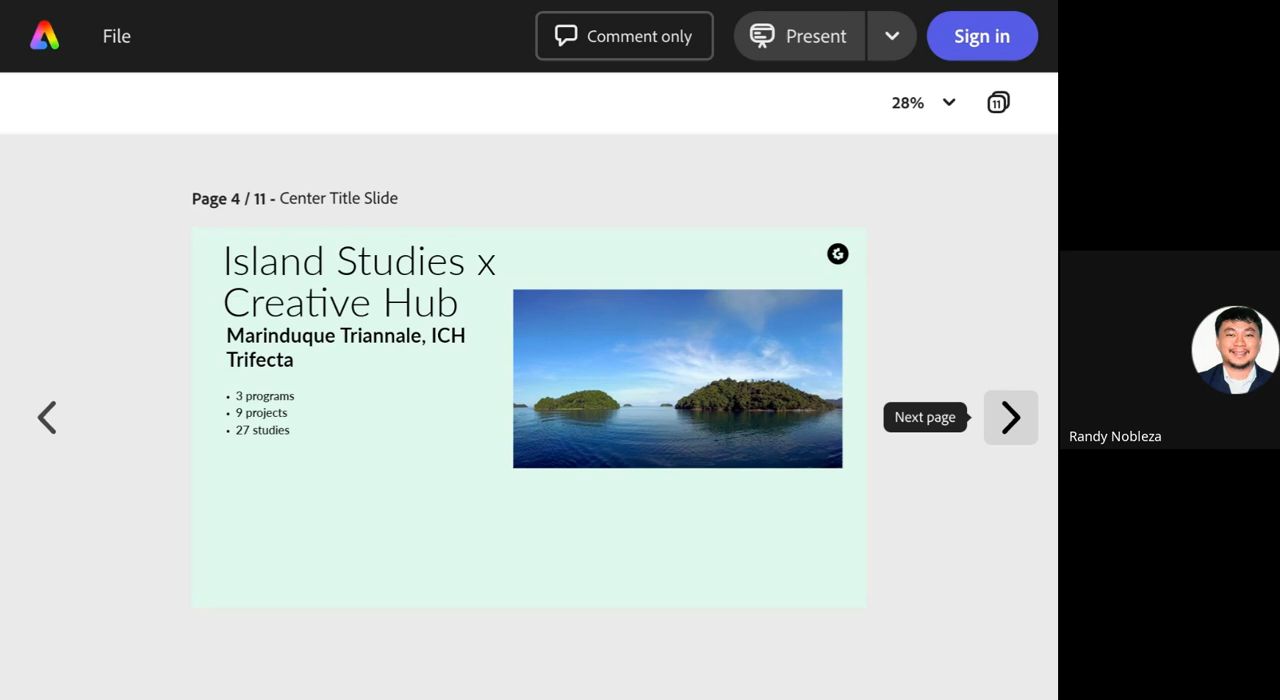 File
Comment only
Present
Sign in
28%
11
Page 4 / 11 - Center Title Slide
Island Studies x
Creative Hub
Marinduque Triannale, ICH
Trifecta
• 3 programs
• 9 projects
• 27 studies
G
Next page
Randy Nobleza